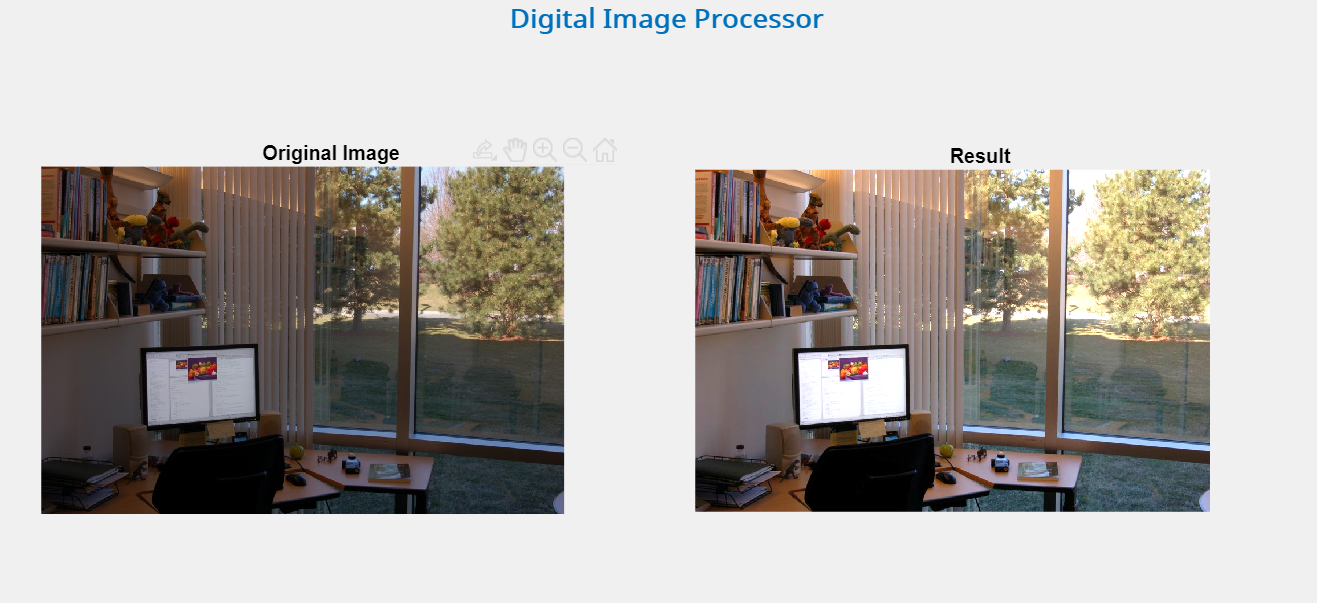 Digital Image Processor
Original Image
Result